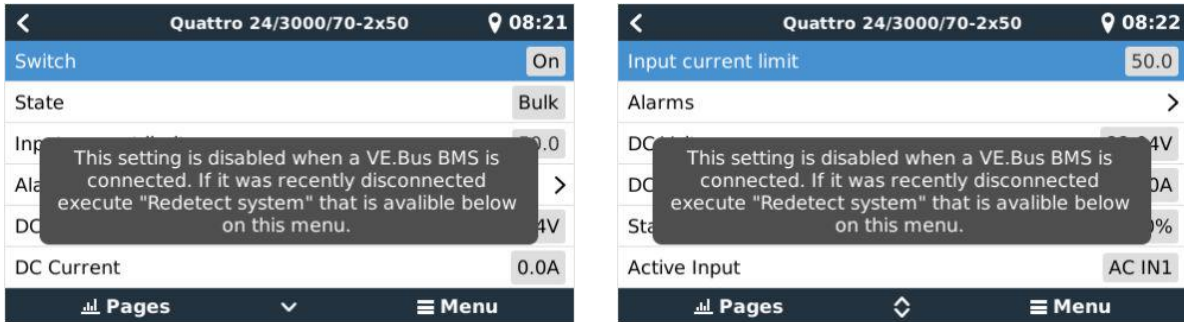 Quattro 24/3000/70-2x50 08:21
Switch On
State Bulk
This setting is disabled when a VE.Bus BMS is
connected. If it was recently disconnected
execute "Redetect system" that is avalible below
on this menu.
DC Current 0.0A
Pages Menu
Quattro 24/3000/70-2x50 08:22
Input current limit 50.0
Alarms
This setting is disabled when a VE.Bus BMS is
connected. If it was recently disconnected
execute "Redetect system" that is avalible below
on this menu.
Active Input AC IN1
Pages Menu